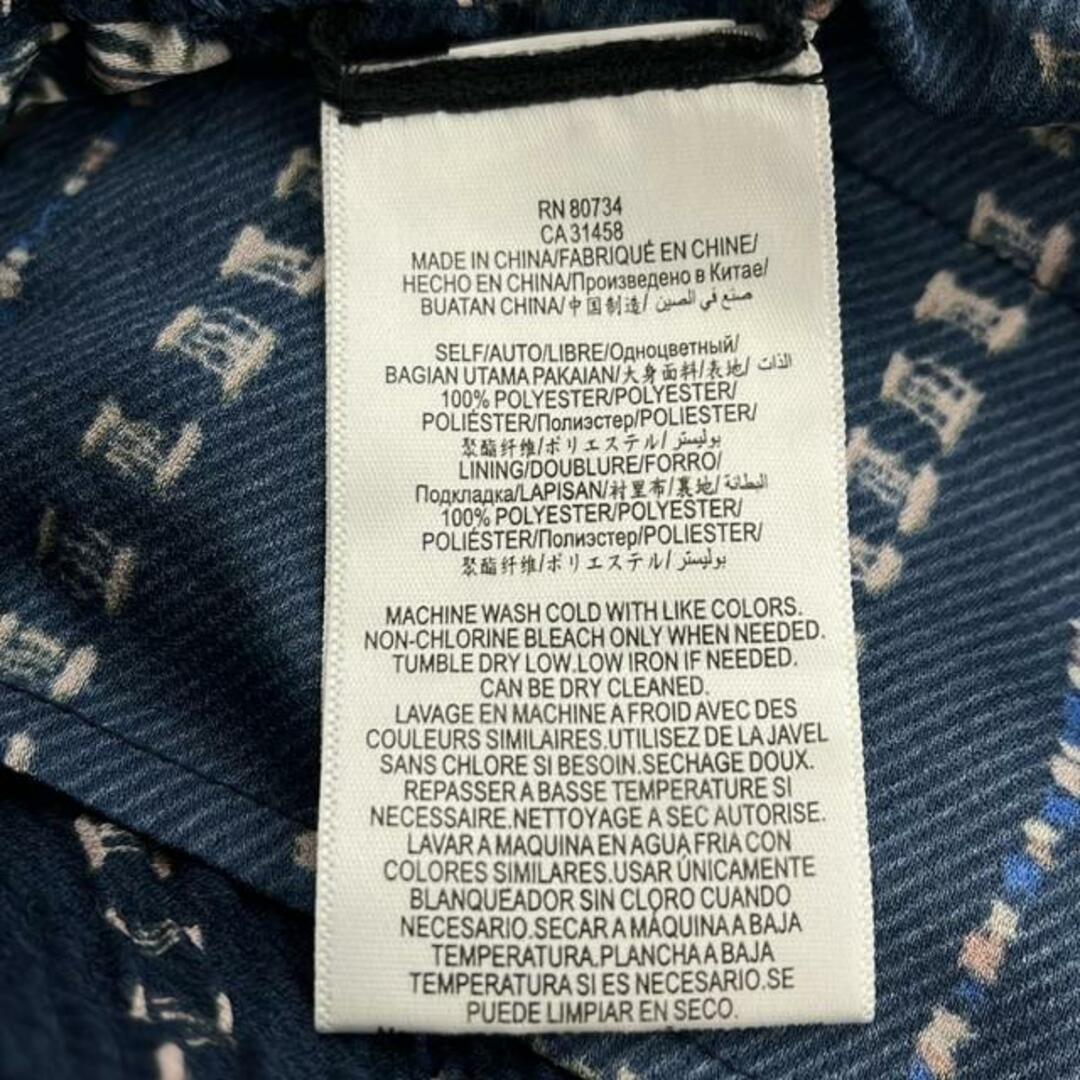 RN 80734
CA 31458
MADE IN CHINA/FABRIQUÉ EN CHINE/
HECHO EN CHINA/Произведено в Китае/
BUATAN CHINA/中国制造/ صنع في الصين
SELF/AUTO/LIBRE/Одноцветный/
BAGIAN UTAMA PAKAIAN/大身面料/表地/ الذات
100% POLYESTER/POLYESTER/
POLIÉSTER/Полиэстер/POLIESTER/
聚酯纤维/ポリエステル/ بوليستر
LINING/DOUBLURE/FORRO/
Подкладка/LAPISAN/衬里布/裏地/ البطانة
100% POLYESTER/POLYESTER/
POLIÉSTER/Полиэстер/POLIESTER/
聚酯纤维/ポリエステル/ بوليستر
MACHINE WASH COLD WITH LIKE COLORS.
NON-CHLORINE BLEACH ONLY WHEN NEEDED.
TUMBLE DRY LOW.LOW IRON IF NEEDED.
CAN BE DRY CLEANED.
LAVAGE EN MACHINE A FROID AVEC DES
COULEURS SIMILAIRES.UTILISEZ DE LA JAVEL
SANS CHLORE SI BESOIN.SECHAGE DOUX.
REPASSER A BASSE TEMPERATURE SI
NECESSAIRE.NETTOYAGE A SEC AUTORISE.
LAVAR A MAQUINA EN AGUA FRIA CON
COLORES SIMILARES.USAR ÚNICAMENTE
BLANQUEADOR SIN CLORO CUANDO
NECESARIO.SECAR A MÁQUINA A BAJA
TEMPERATURA.PLANCHA A BAJA
TEMPERATURA SI ES NECESARIO.SE
PUEDE LIMPIAR EN SECO.